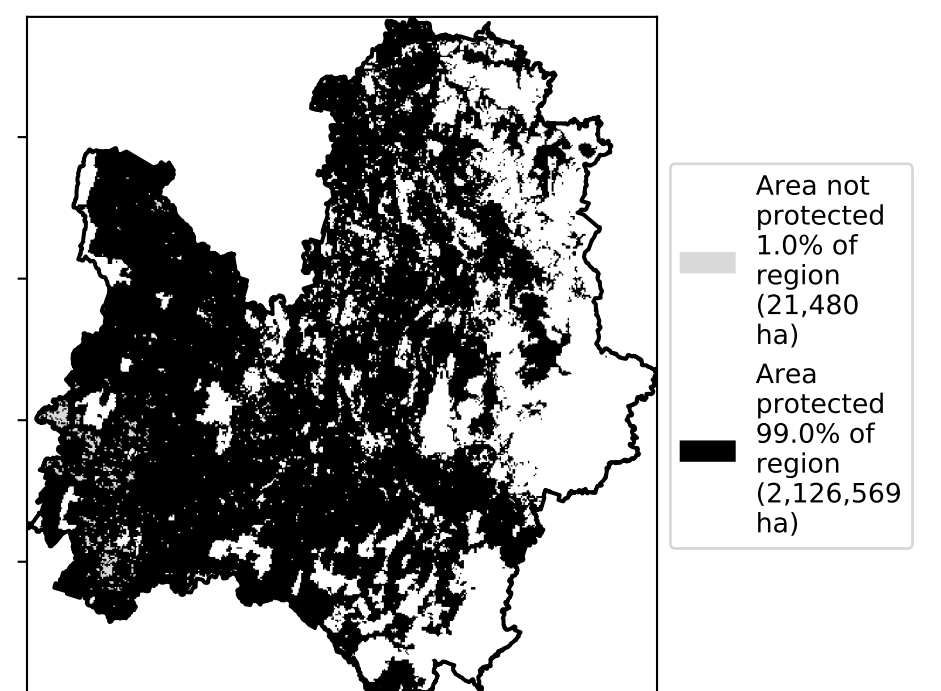 Area not
protected
1.0% of
region
(21,480
ha)
Area
protected
99.0% of
region
(2,126,569
ha)